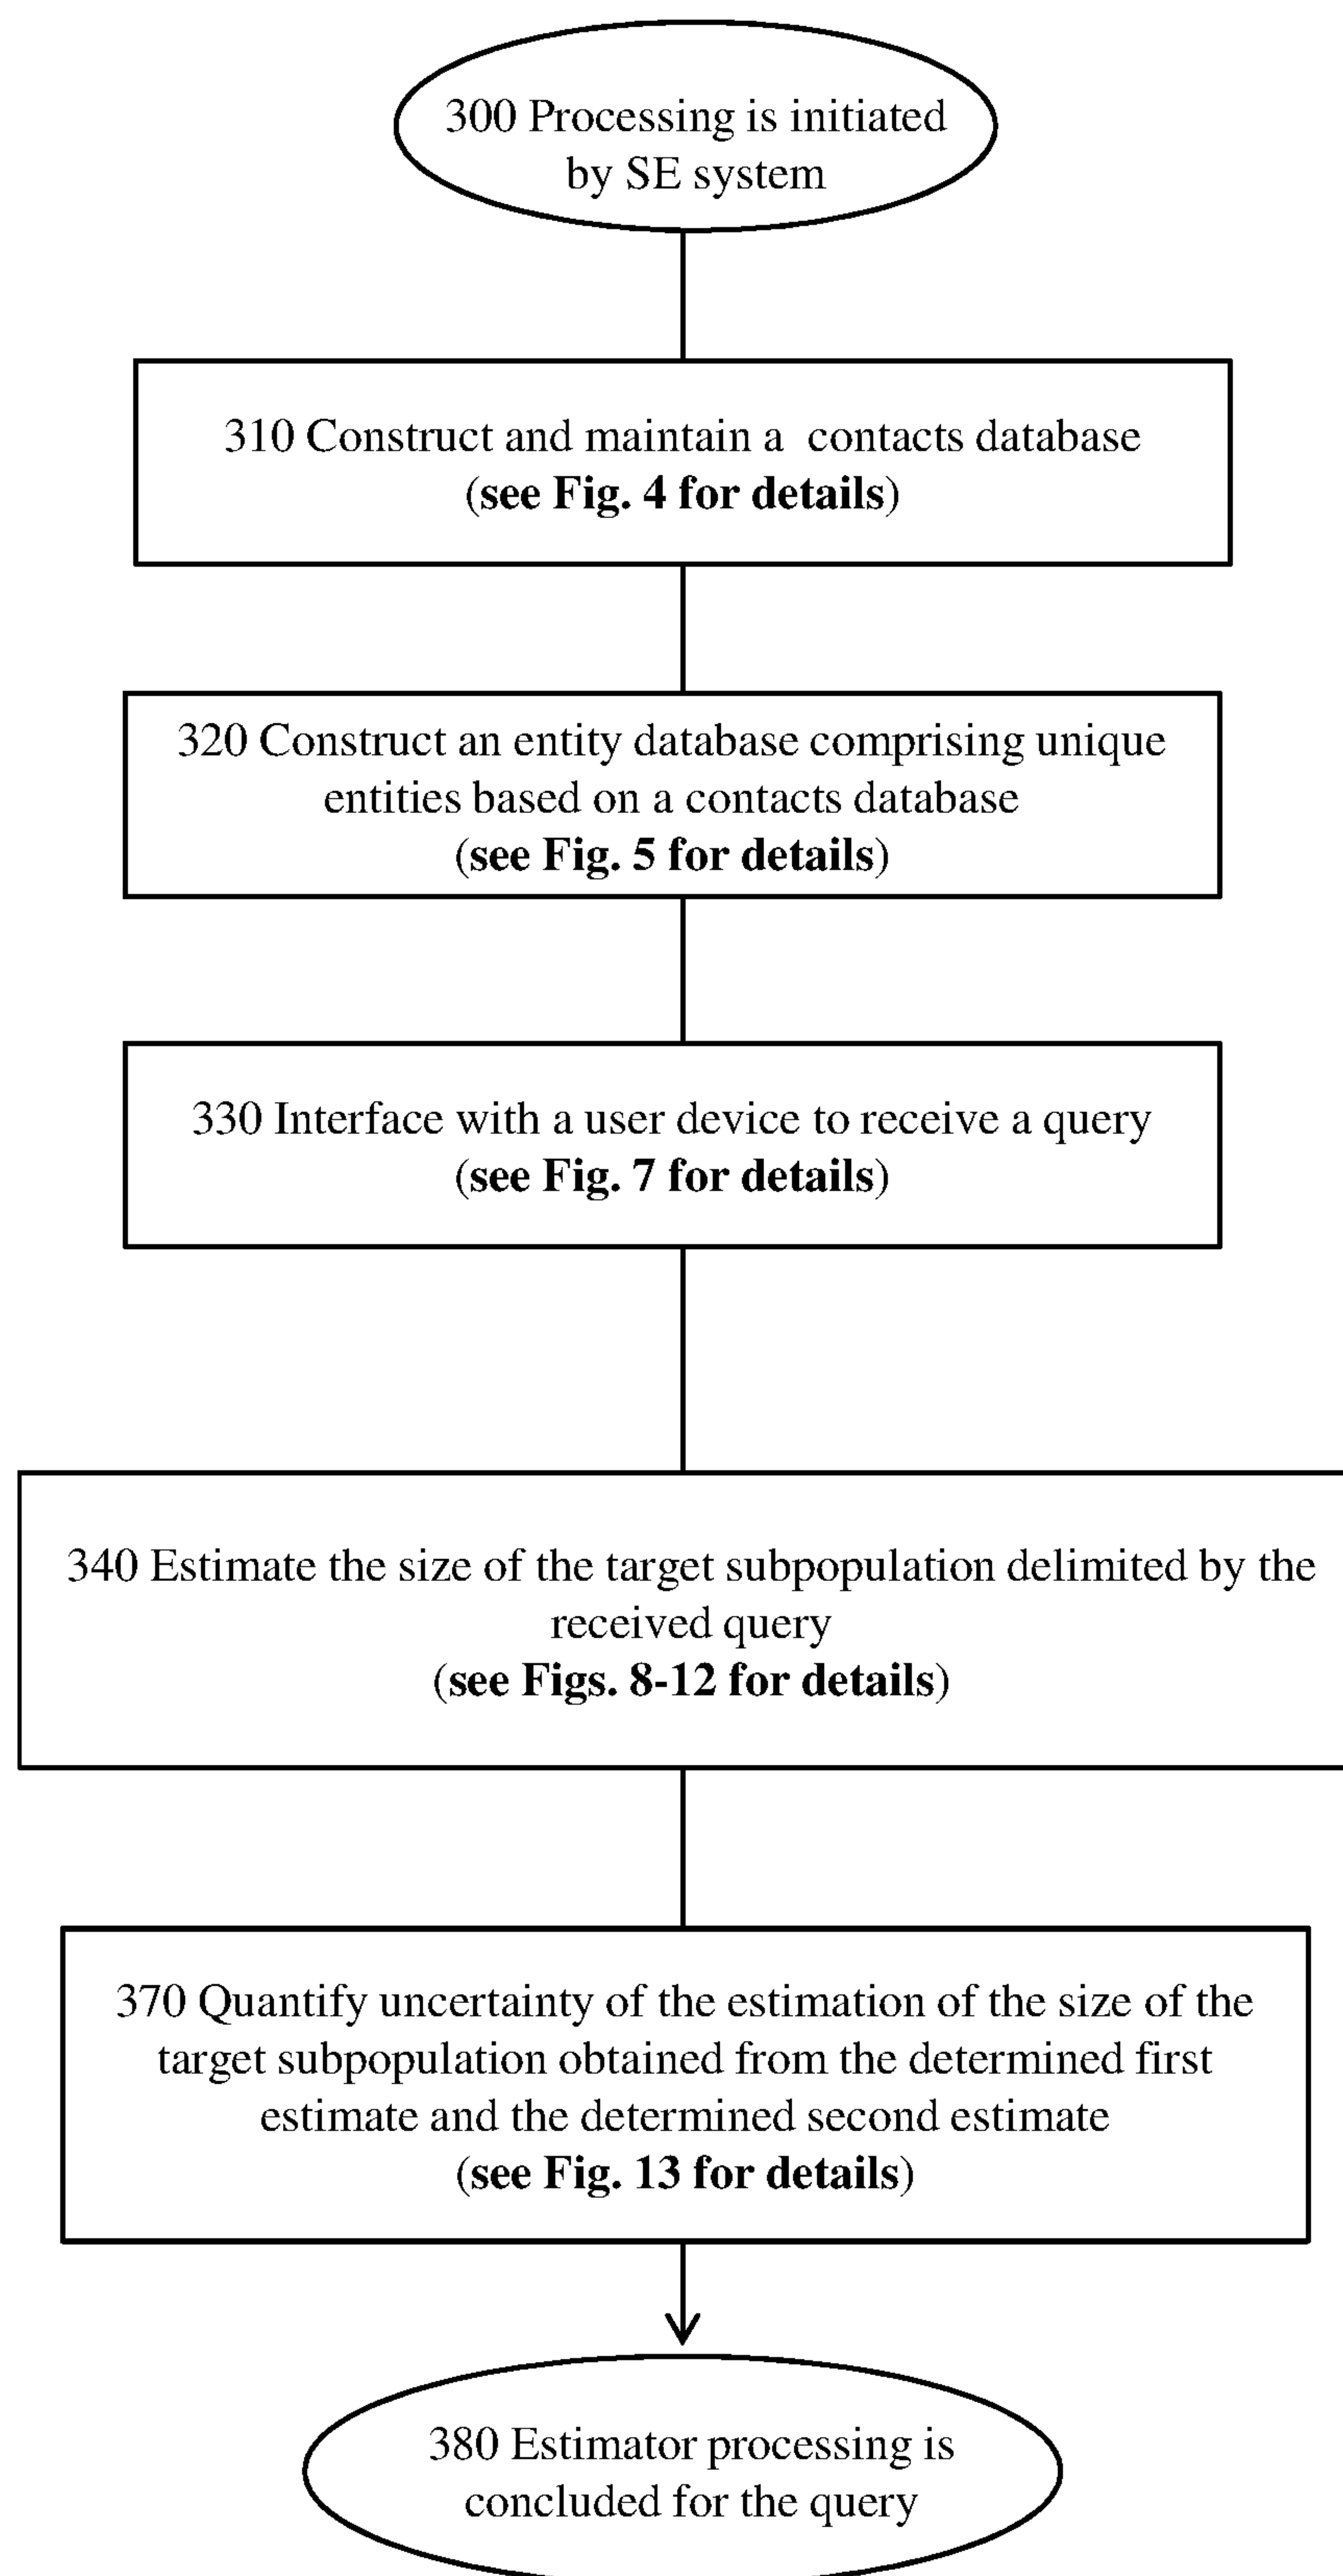 300 Processing is initiated
by SE system
310 Construct and maintain a contacts database
(see Fig. 4 for details)
320 Construct an entity database comprising unique
entities based on a contacts database
(see Fig. 5 for details)
330 Interface with a user device to receive a query
(see Fig. 7 for details)
340 Estimate the size of the target subpopulation delimited by the
received query
(see Figs. 8-12 for details)
370 Quantify uncertainty of the estimation of the size of the
target subpopulation obtained from the determined first
estimate and the determined second estimate
(see Fig. 13 for details)
380 Estimator processing is
concluded for the query